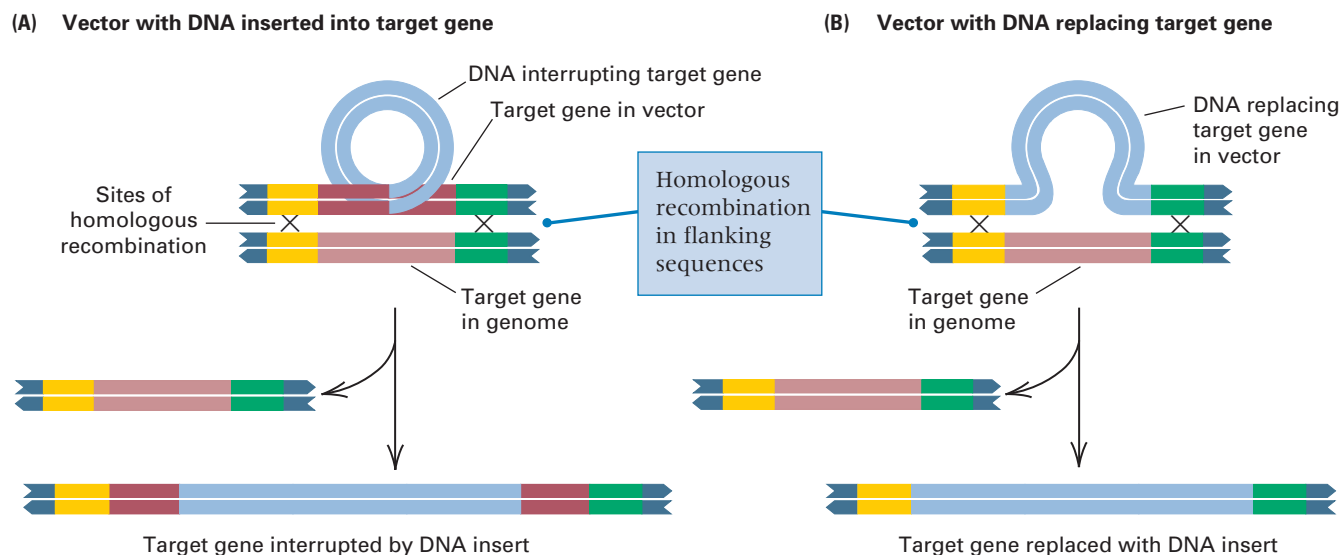 (A) Vector with DNA inserted into target gene
DNA interrupting target gene
Target gene in vector
Sites of
homologous
recombination
Target gene
in genome
Target gene interrupted by DNA insert
Homologous
recombination
in flanking
sequences
(B) Vector with DNA replacing target gene
DNA replacing
target gene
in vector
Target gene
in genome
Target gene replaced with DNA insert